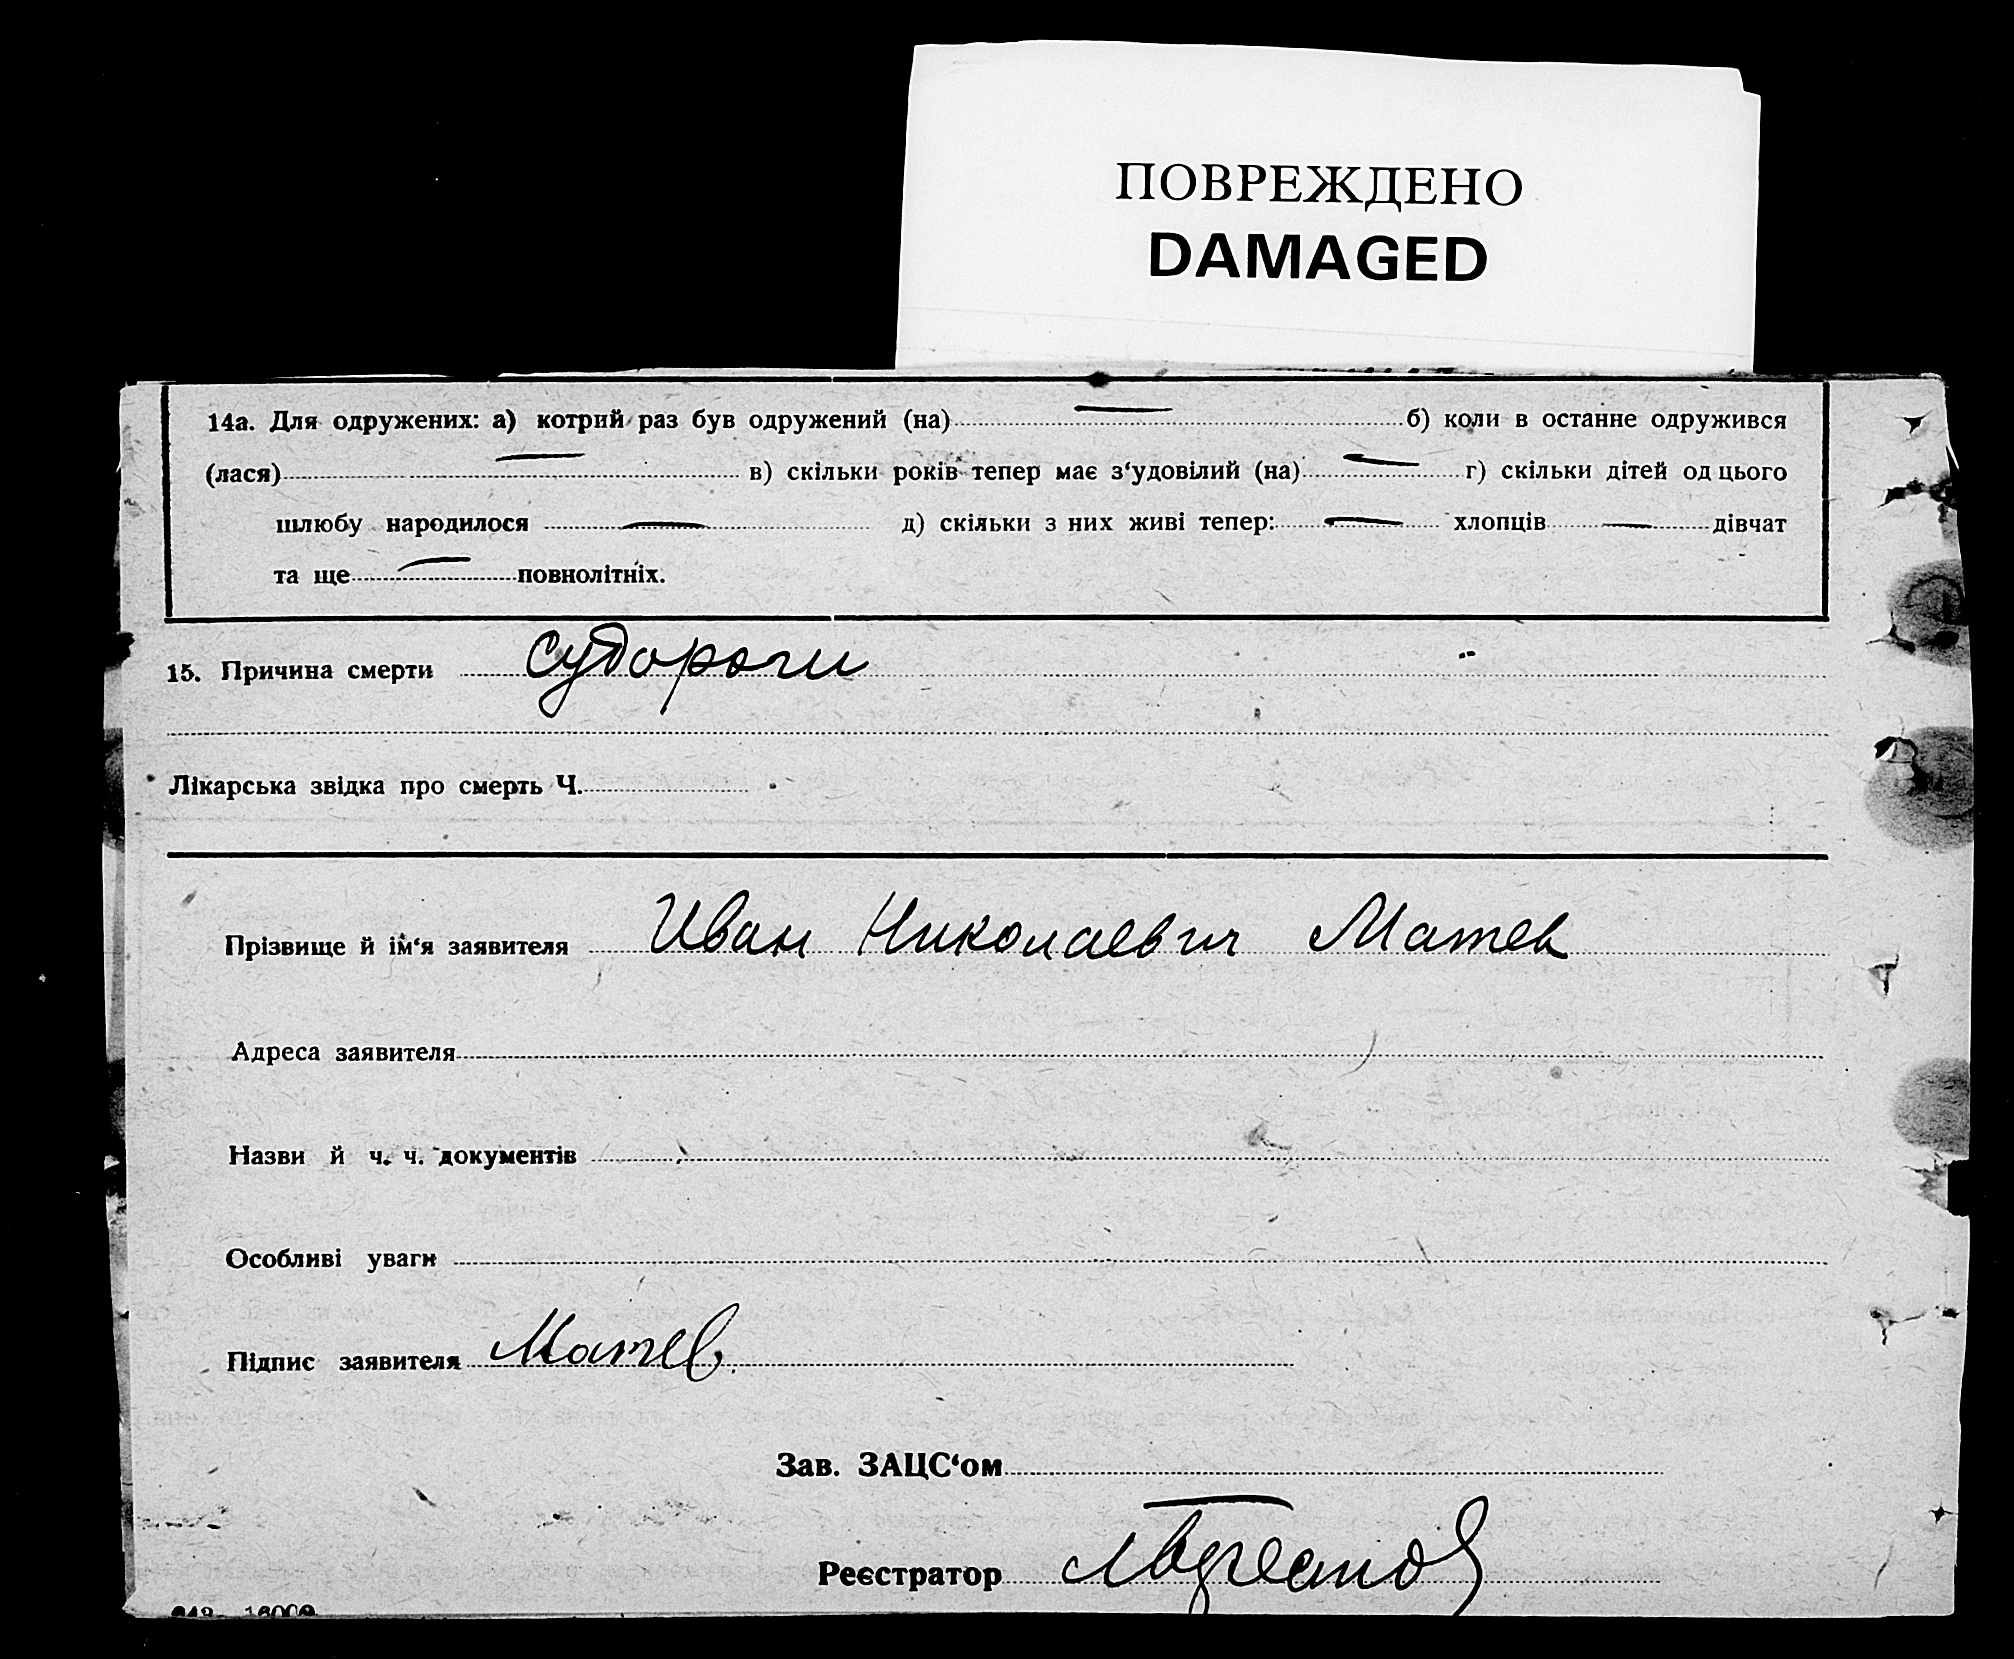 ПОВРЕЖДЕНО
DAMAGED
14а. Для одружених: а) котрий раз був одружений (на) — б) коли в останне одружився
(лася) — в) скільки років тепер має з‘удовілий (на) — г) скільки дітей од цього
шлюбу народилося — д) скільки з них живі тепер: — хлопців — дівчат
та ще — повнолітніх.
15. Причина смерти судороги
Лікарська звідка про смерть Ч.
Прізвище й ім‘я заявителя Иван Николаевич Матев
Адреса заявителя
Назви й ч. ч. документів
Особливі уваги
Підпис заявителя Матев.
Зав. ЗАЦС‘ом
Реєстратор